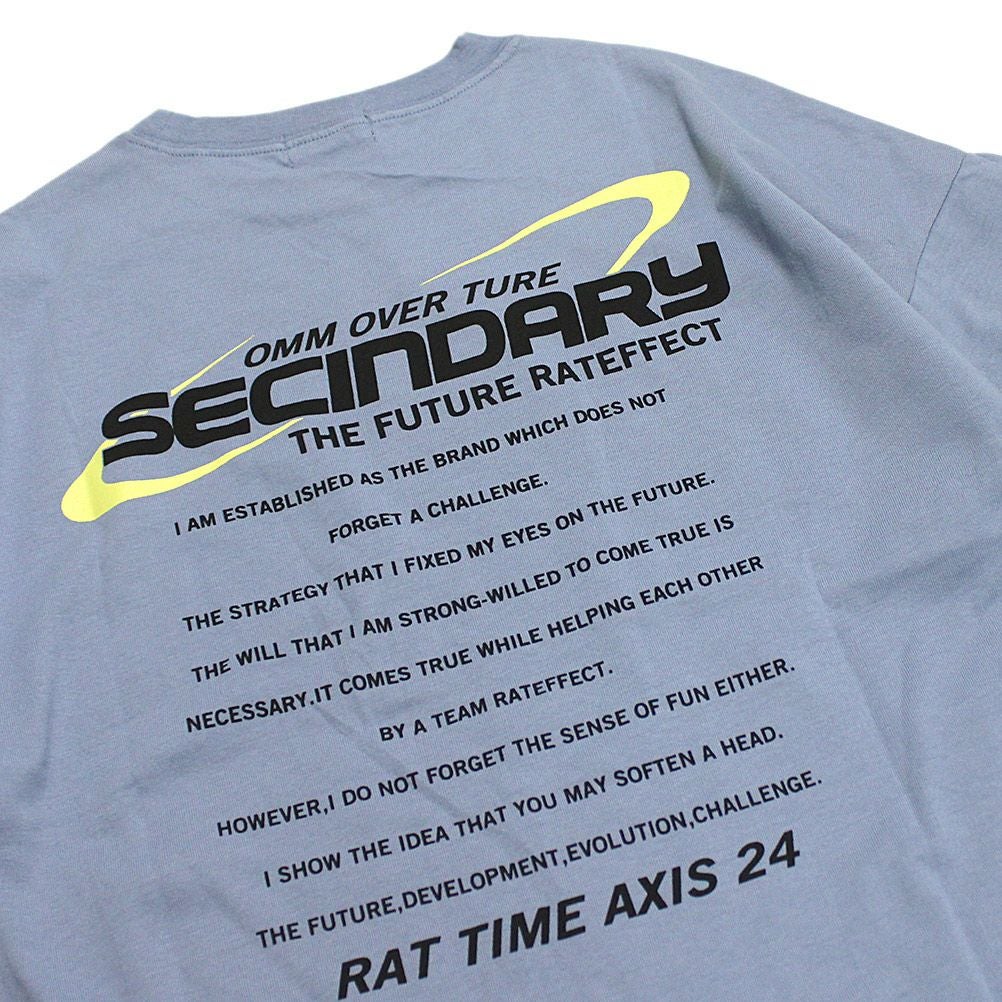 OMM OVER TURE
SECINDARY
THE FUTURE RATEFFECT
I AM ESTABLISHED AS THE BRAND WHICH DOES NOT
FORGET A CHALLENGE.
THE STRATEGY THAT I FIXED MY EYES ON THE FUTURE.
THE WILL THAT I AM STRONG-WILLED TO COME TRUE IS
NECESSARY.IT COMES TRUE WHILE HELPING EACH OTHER
BY A TEAM RATEFFECT.
HOWEVER,I DO NOT FORGET THE SENSE OF FUN EITHER.
I SHOW THE IDEA THAT YOU MAY SOFTEN A HEAD.
THE FUTURE,DEVELOPMENT,EVOLUTION,CHALLENGE.
RAT TIME AXIS 24